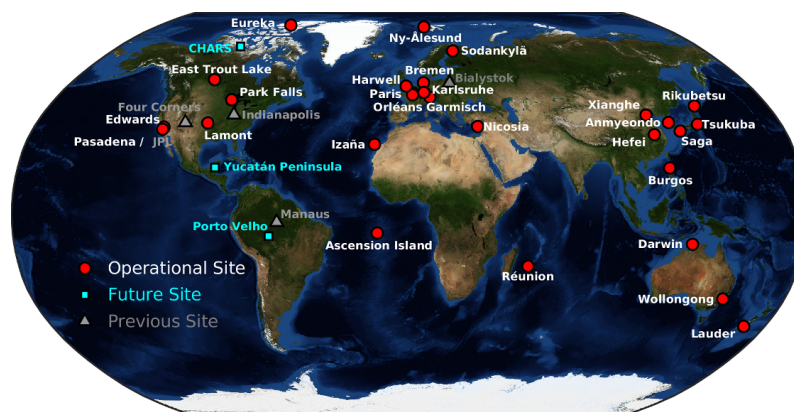 Eureka
Ny-Ålesund
CHARS
Sodankylä
East Trout Lake
Bremen
Harwell
Bialystok
Park Falls
Paris
Karlsruhe
Four Corners
Orléans Garmisch
Xianghe
Rikubetsu
Edwards
Indianapolis
Anmyeondo
Tsukuba
Pasadena / JPL
Lamont
Nicosia
Hefei
Saga
Izaña
Yucatán Peninsula
Burgos
Manaus
Porto Velho
Ascension Island
Darwin
Réunion
Operational Site
Future Site
Previous Site
Wollongong
Lauder